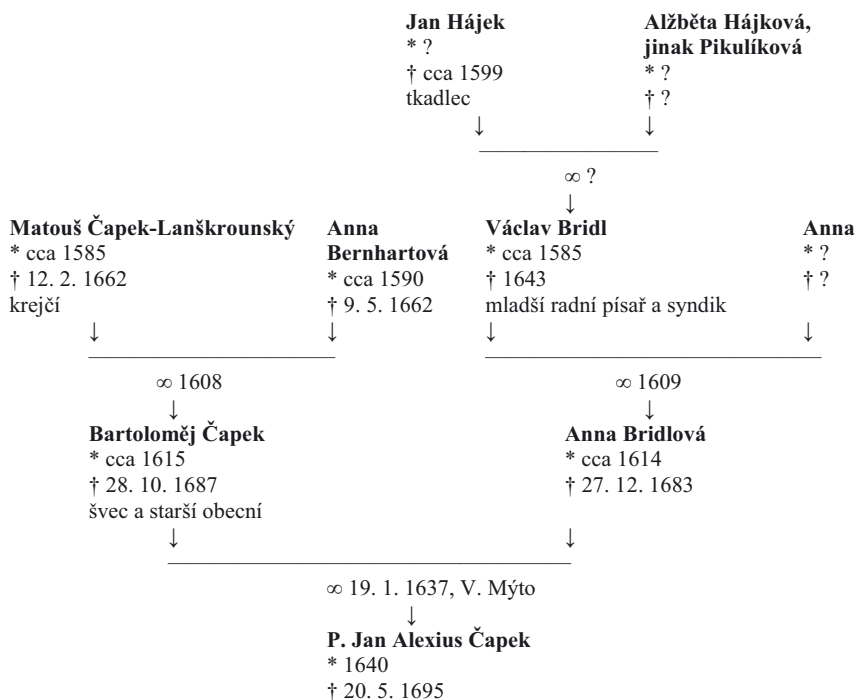 Jan Hájek
* ?
† cca 1599
tkadlec
Alžběta Hájková,
jinak Pikulíková
* ?
† ?
∞ ?
Matouš Čapek-Lanškrounský
* cca 1585
† 12. 2. 1662
krejčí
Anna
Bernhartová
* cca 1590
† 9. 5. 1662
Václav Bridl
* cca 1585
† 1643
mladší radní písař a syndik
Anna
* ?
† ?
∞ 1608
∞ 1609
Bartoloměj Čapek
* cca 1615
† 28. 10. 1687
švec a starší obecní
Anna Bridlová
* cca 1614
† 27. 12. 1683
∞ 19. 1. 1637, V. Mýto
P. Jan Alexius Čapek
* 1640
† 20. 5. 1695